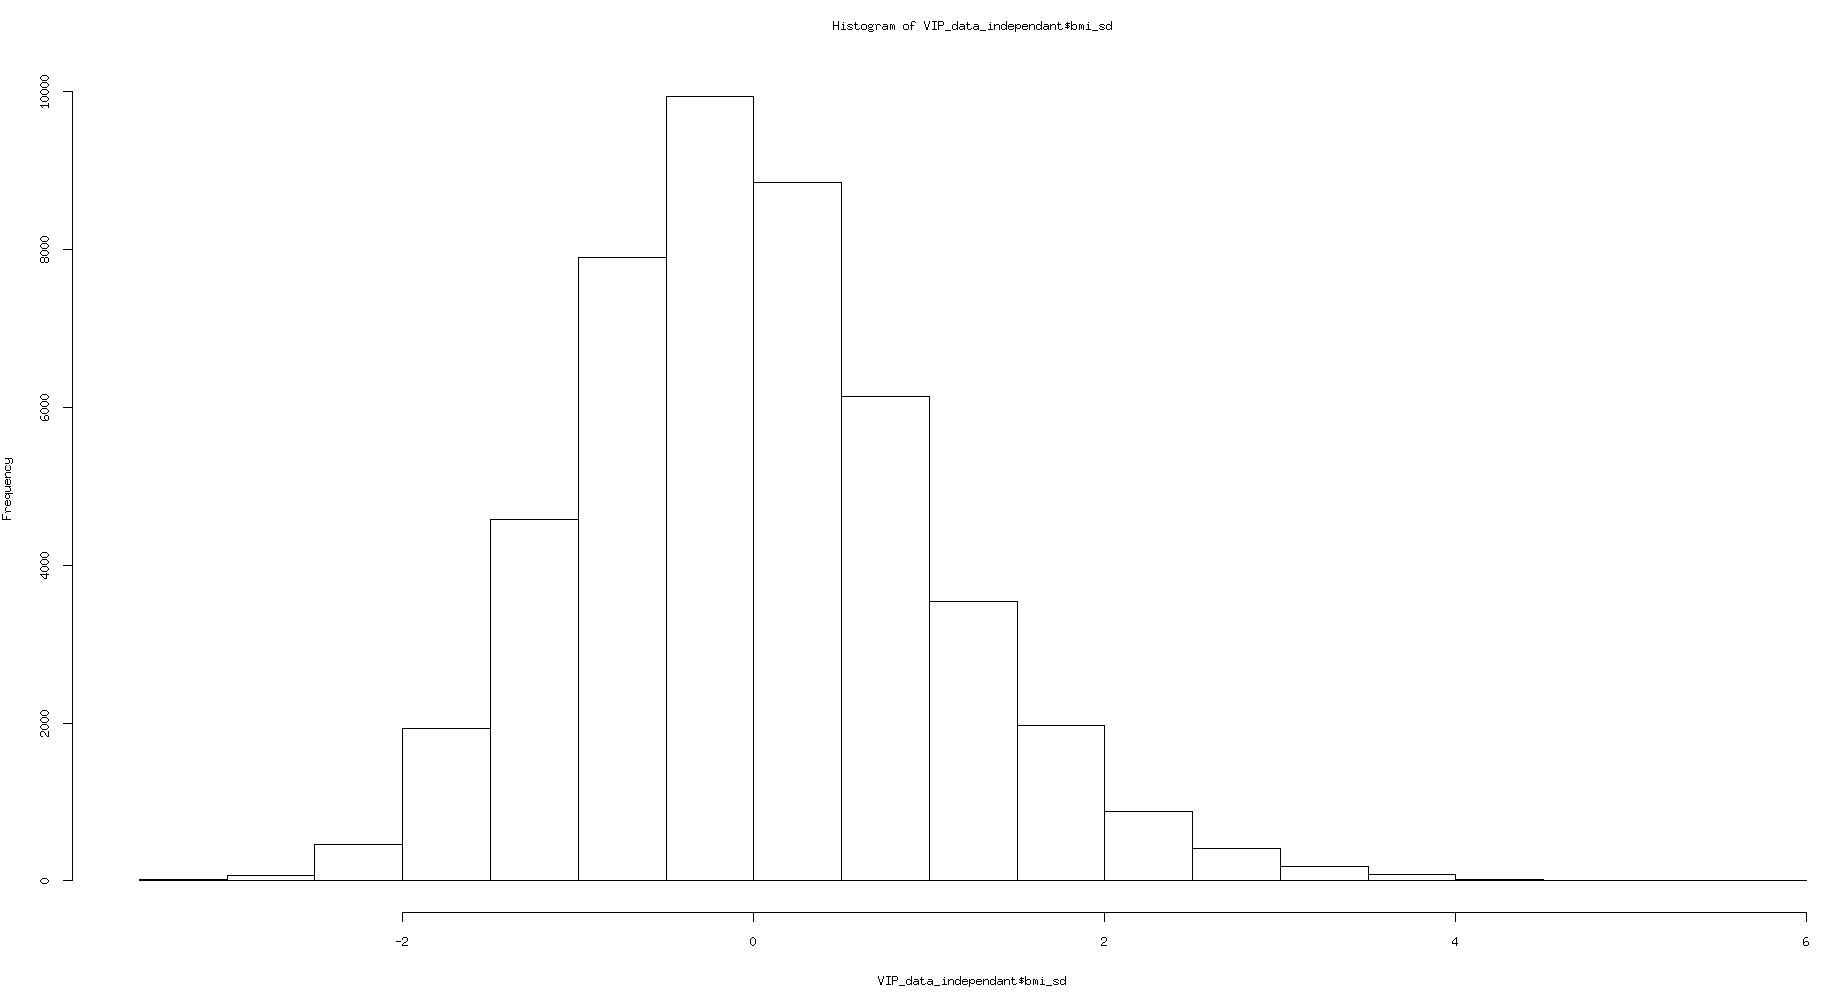 Histogram of VIP_data_independant$bmi_sd
10000
8000
6000
4000
2000
0
Frequency
-2 0 2 4 6
VIP_data_independant$bmi_sd